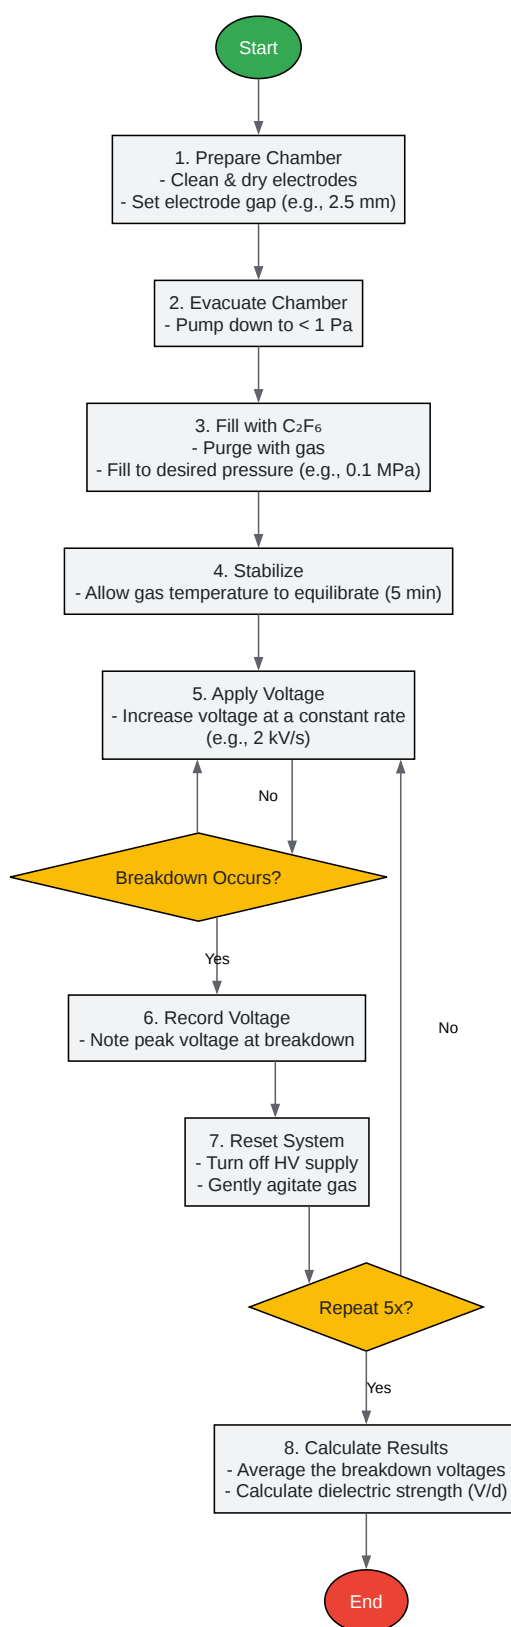 Start
1. Prepare Chamber
- Clean & dry electrodes
- Set electrode gap (e.g., 2.5 mm)
2. Evacuate Chamber
- Pump down to < 1 Pa
3. Fill with C₂F₆
- Purge with gas
- Fill to desired pressure (e.g., 0.1 MPa)
4. Stabilize
- Allow gas temperature to equilibrate (5 min)
5. Apply Voltage
- Increase voltage at a constant rate
(e.g., 2 kV/s)
No
Breakdown Occurs?
Yes
6. Record Voltage
- Note peak voltage at breakdown
No
7. Reset System
- Turn off HV supply
- Gently agitate gas
Repeat 5x?
Yes
8. Calculate Results
- Average the breakdown voltages
- Calculate dielectric strength (V/d)
End